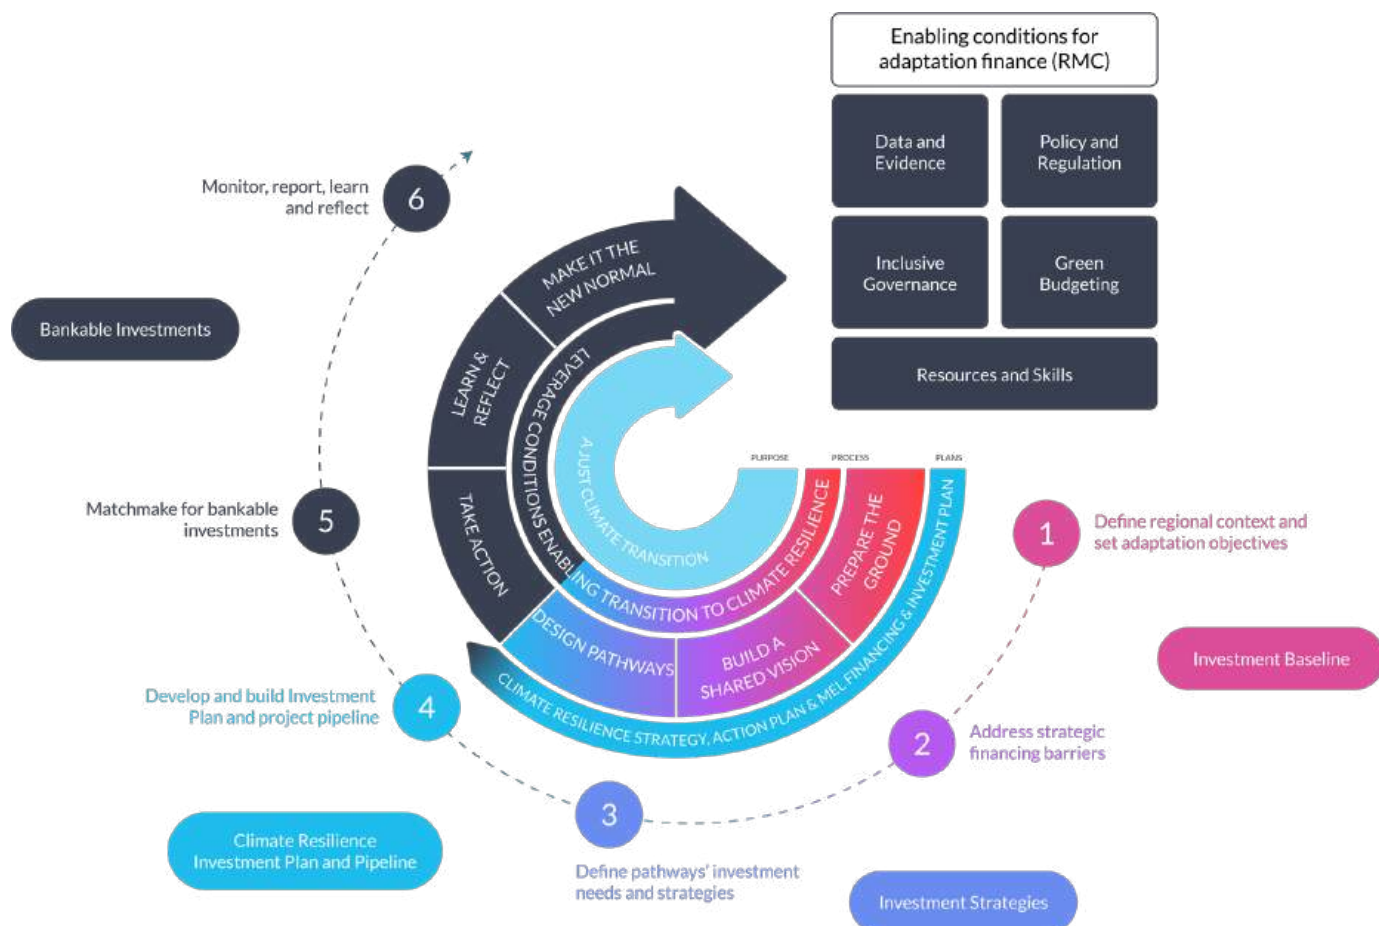 Enabling conditions for
adaptation finance (RMC)
Data and
Evidence
Policy and
Regulation
Inclusive
Governance
Green
Budgeting
Resources and Skills
6
Monitor, report, learn
and reflect
Bankable Investments
5
Matchmake for bankable
investments
4
Develop and build Investment
Plan and project pipeline
Climate Resilience
Investment Plan and Pipeline
3
Define pathways' investment
needs and strategies
Investment Strategies
2
Address strategic
financing barriers
1
Define regional context and
set adaptation objectives
Investment Baseline
PURPOSE
PROCESS
PLANS
A JUST CLIMATE TRANSITION
LEVERAGE CONDITIONS ENABLING TRANSITION TO CLIMATE RESILIENCE
PREPARE THE
GROUND
BUILD A
SHARED VISION
DESIGN PATHWAYS
TAKE ACTION
LEARN &
REFLECT
MAKE IT THE
NEW NORMAL
CLIMATE RESILIENCE STRATEGY, ACTION PLAN & MEL FINANCING & INVESTMENT PLAN